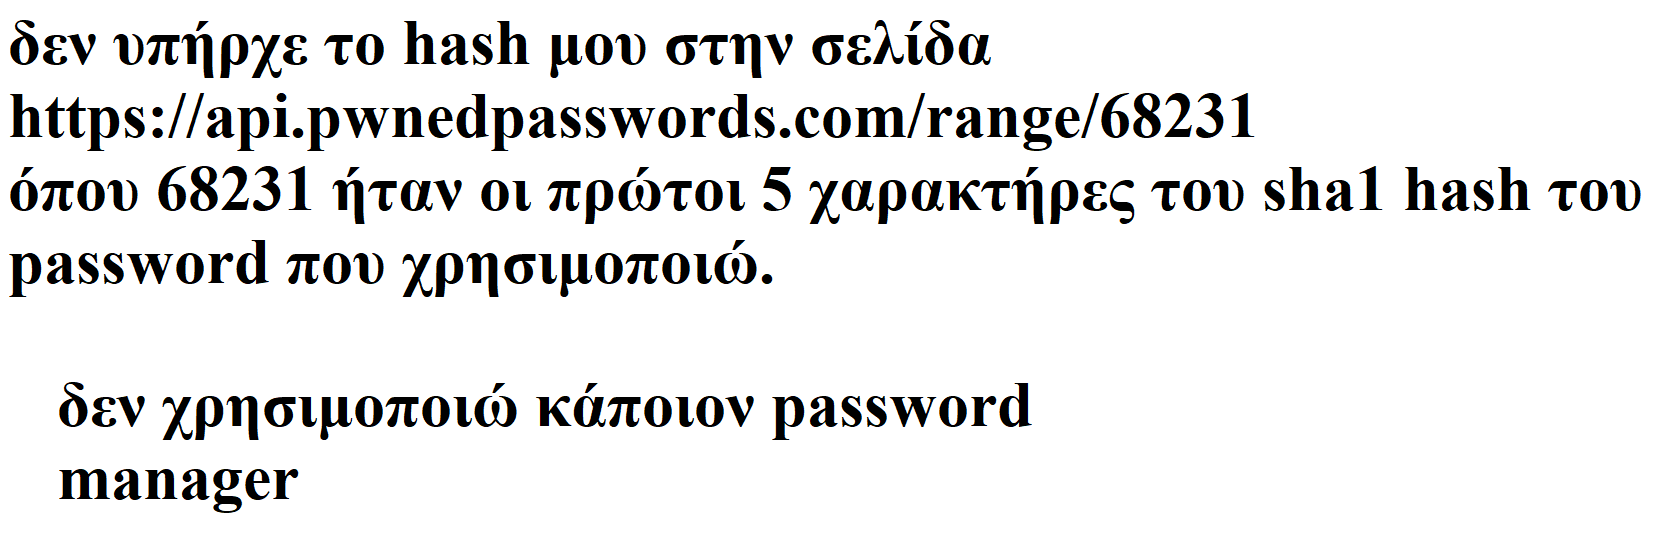 δεν υπήρχε το hash μου στην σελίδα
https://api.pwnedpasswords.com/range/68231
όπου 68231 ήταν οι πρώτοι 5 χαρακτήρες του sha1 hash του
password που χρησιμοποιώ.
δεν χρησιμοποιώ κάποιον password
manager